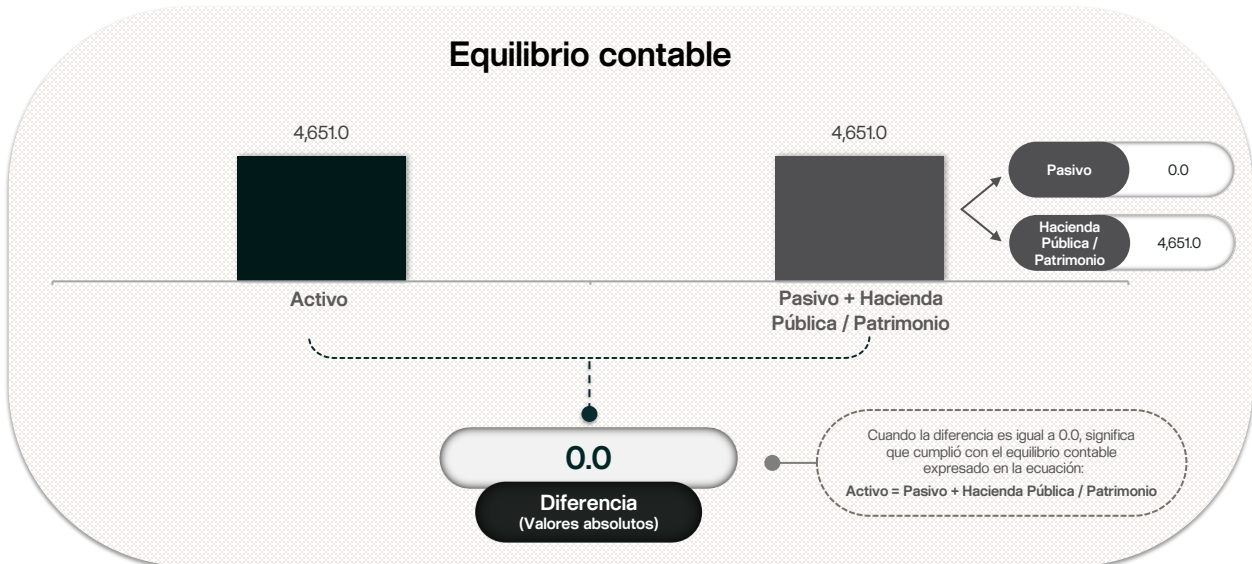 Equilibrio contable
4,651.0
4,651.0
Pasivo
0.0
Hacienda
Pública /
Patrimonio
4,651.0
Activo
Pasivo + Hacienda
Pública / Patrimonio
0.0
Diferencia
(Valores absolutos)
Cuando la diferencia es igual a 0.0, significa
que cumplió con el equilibrio contable
expresado en la ecuación:
Activo = Pasivo + Hacienda Pública / Patrimonio